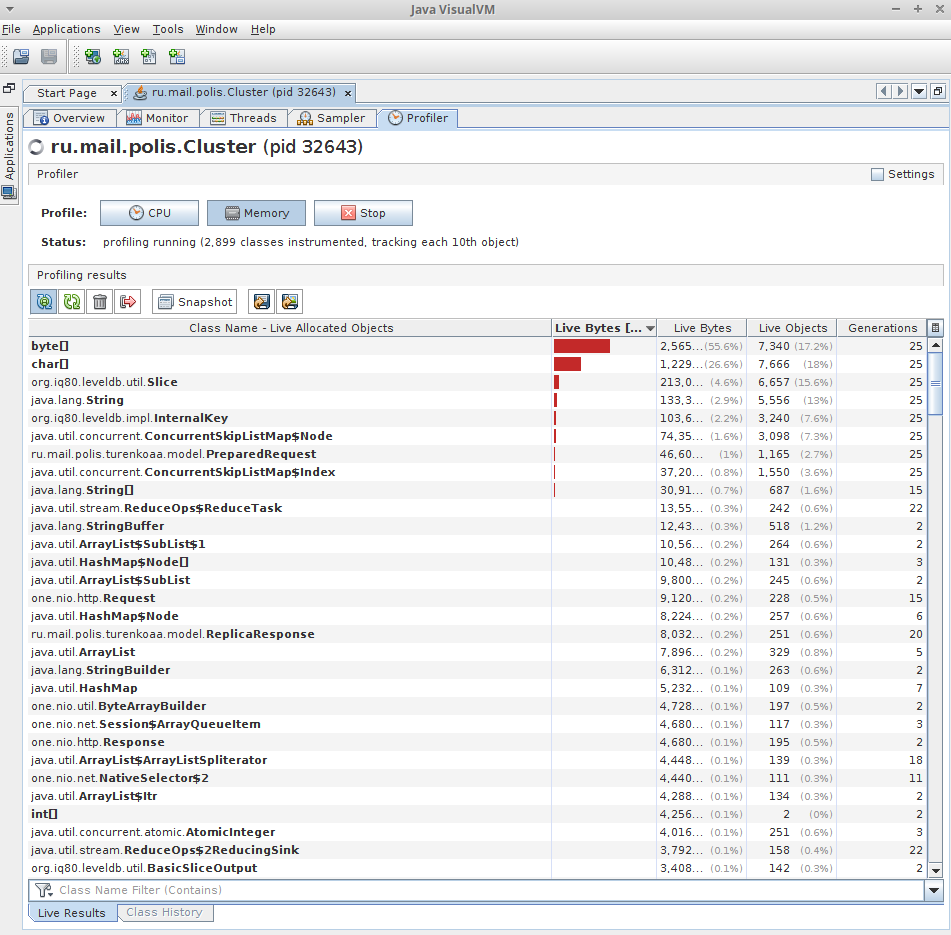 Java VisualVM
File Applications View Tools Window Help
Start Page × ru.mail.polis.Cluster (pid 32643) ×
Applications
Overview Monitor Threads Sampler Profiler
ru.mail.polis.Cluster (pid 32643)
Profiler Settings
Profile: CPU Memory Stop
Status: profiling running (2,899 classes instrumented, tracking each 10th object)
Profiling results
Snapshot
Class Name - Live Allocated Objects Live Bytes [... Live Bytes Live Objects Generations
byte[] 2,565... (55.6%) 7,340 (17.2%) 25
char[] 1,229... (26.6%) 7,666 (18%) 25
org.iq80.leveldb.util.Slice 213,0... (4.6%) 6,657 (15.6%) 25
java.lang.String 133,3... (2.9%) 5,556 (13%) 25
org.iq80.leveldb.impl.InternalKey 103,6... (2.2%) 3,240 (7.6%) 25
java.util.concurrent.ConcurrentSkipListMap$Node 74,35... (1.6%) 3,098 (7.3%) 25
ru.mail.polis.turenkoaa.model.PreparedRequest 46,60... (1%) 1,165 (2.7%) 25
java.util.concurrent.ConcurrentSkipListMap$Index 37,20... (0.8%) 1,550 (3.6%) 25
java.lang.String[] 30,91... (0.7%) 687 (1.6%) 15
java.util.stream.ReduceOps$ReduceTask 13,55... (0.3%) 242 (0.6%) 22
java.lang.StringBuffer 12,43... (0.3%) 518 (1.2%) 2
java.util.ArrayList$SubList$1 10,56... (0.2%) 264 (0.6%) 2
java.util.HashMap$Node[] 10,48... (0.2%) 131 (0.3%) 3
java.util.ArrayList$SubList 9,800... (0.2%) 245 (0.6%) 2
one.nio.http.Request 9,120... (0.2%) 228 (0.5%) 15
java.util.HashMap$Node 8,224... (0.2%) 257 (0.6%) 6
ru.mail.polis.turenkoaa.model.ReplicaResponse 8,032... (0.2%) 251 (0.6%) 20
java.util.ArrayList 7,896... (0.2%) 329 (0.8%) 5
java.lang.StringBuilder 6,312... (0.1%) 263 (0.6%) 2
java.util.HashMap 5,232... (0.1%) 109 (0.3%) 7
one.nio.util.ByteArrayBuilder 4,728... (0.1%) 197 (0.5%) 2
one.nio.net.Session$ArrayQueueItem 4,680... (0.1%) 117 (0.3%) 3
one.nio.http.Response 4,680... (0.1%) 195 (0.5%) 2
java.util.ArrayList$ArrayListSpliterator 4,448... (0.1%) 139 (0.3%) 18
one.nio.net.NativeSelector$2 4,440... (0.1%) 111 (0.3%) 11
java.util.ArrayList$Itr 4,288... (0.1%) 134 (0.3%) 2
int[] 4,256... (0.1%) 2 (0%) 2
java.util.concurrent.atomic.AtomicInteger 4,016... (0.1%) 251 (0.6%) 3
java.util.stream.ReduceOps$2ReducingSink 3,792... (0.1%) 158 (0.4%) 22
org.iq80.leveldb.util.BasicSliceOutput 3,408... (0.1%) 142 (0.3%) 2
Class Name Filter (Contains)
Live Results Class History